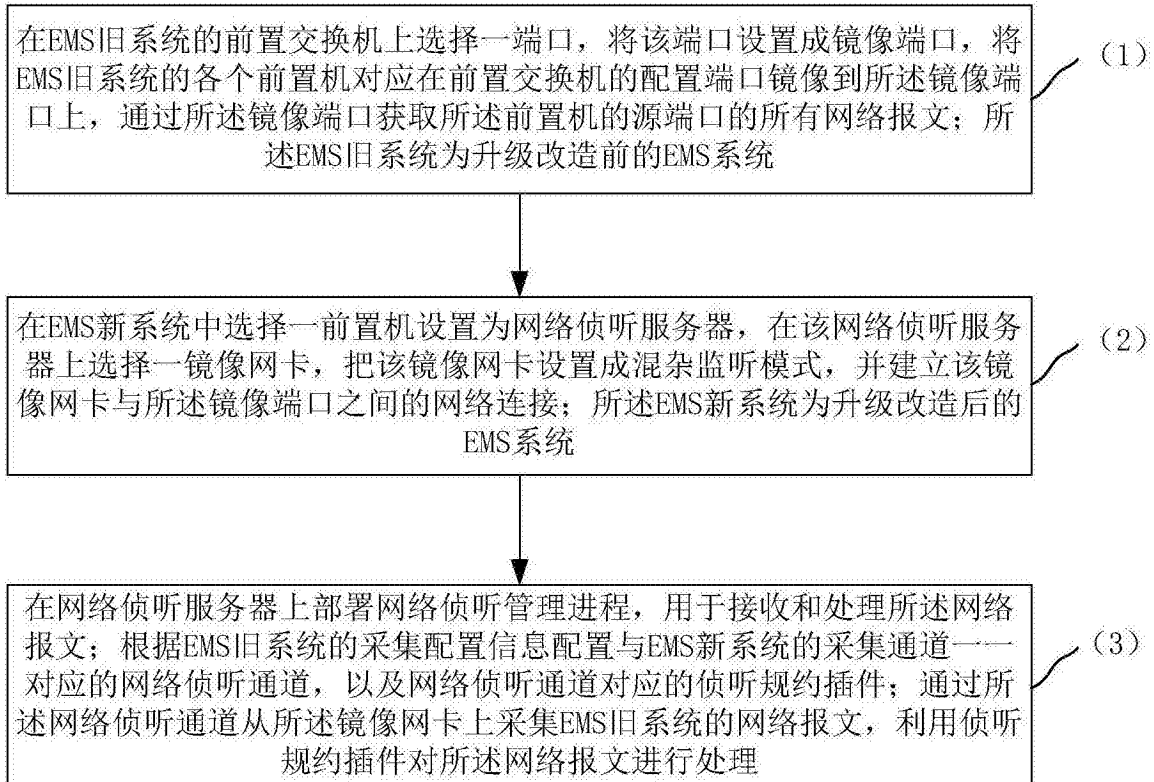 在EMS旧系统的前置交换机上选择一端口，将该端口设置成镜像端口，将
EMS旧系统的各个前置机对应在前置交换机的配置端口镜像到所述镜像端
口上，通过所述镜像端口获取所述前置机的源端口的所有网络报文；所
述EMS旧系统为升级改造前的EMS系统
（1）
在EMS新系统中选择一前置机设置为网络侦听服务器，在该网络侦听服务
器上选择一镜像网卡，把该镜像网卡设置成混杂监听模式，并建立该镜
像网卡与所述镜像端口之间的网络连接；所述EMS新系统为升级改造后的
EMS系统
（2）
在网络侦听服务器上部署网络侦听管理进程，用于接收和处理所述网络
报文；根据EMS旧系统的采集配置信息配置与EMS新系统的采集通道一一
对应的网络侦听通道，以及网络侦听通道对应的侦听规约插件；通过所
述网络侦听通道从所述镜像网卡上采集EMS旧系统的网络报文，利用侦听
规约插件对所述网络报文进行处理
（3）